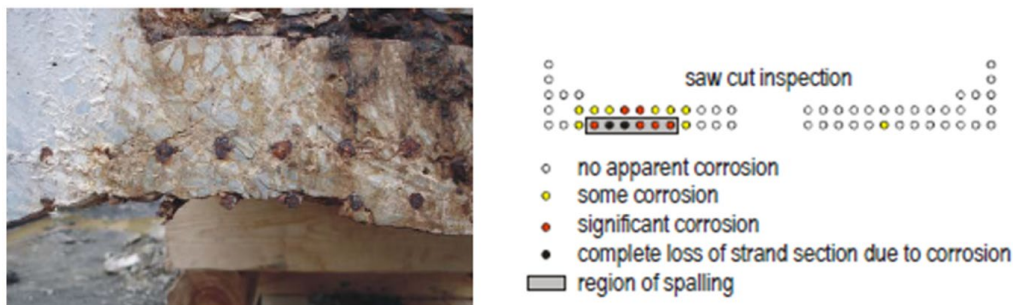 saw cut inspection
no apparent corrosion
some corrosion
significant corrosion
complete loss of strand section due to corrosion
region of spalling